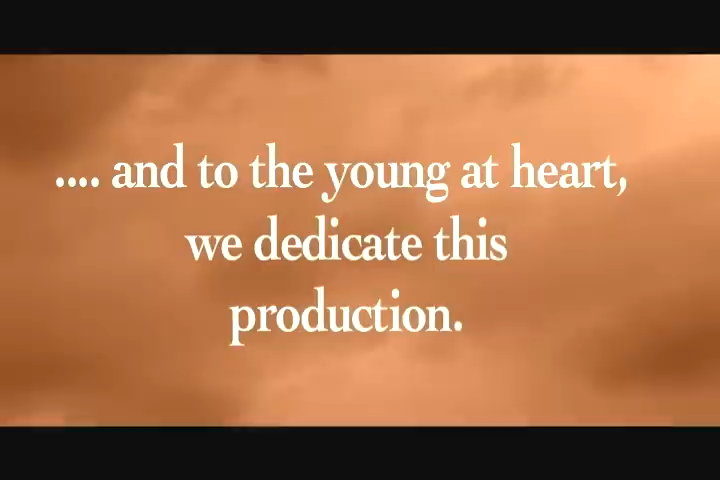 .... and to the young at heart,
we dedicate this
production.